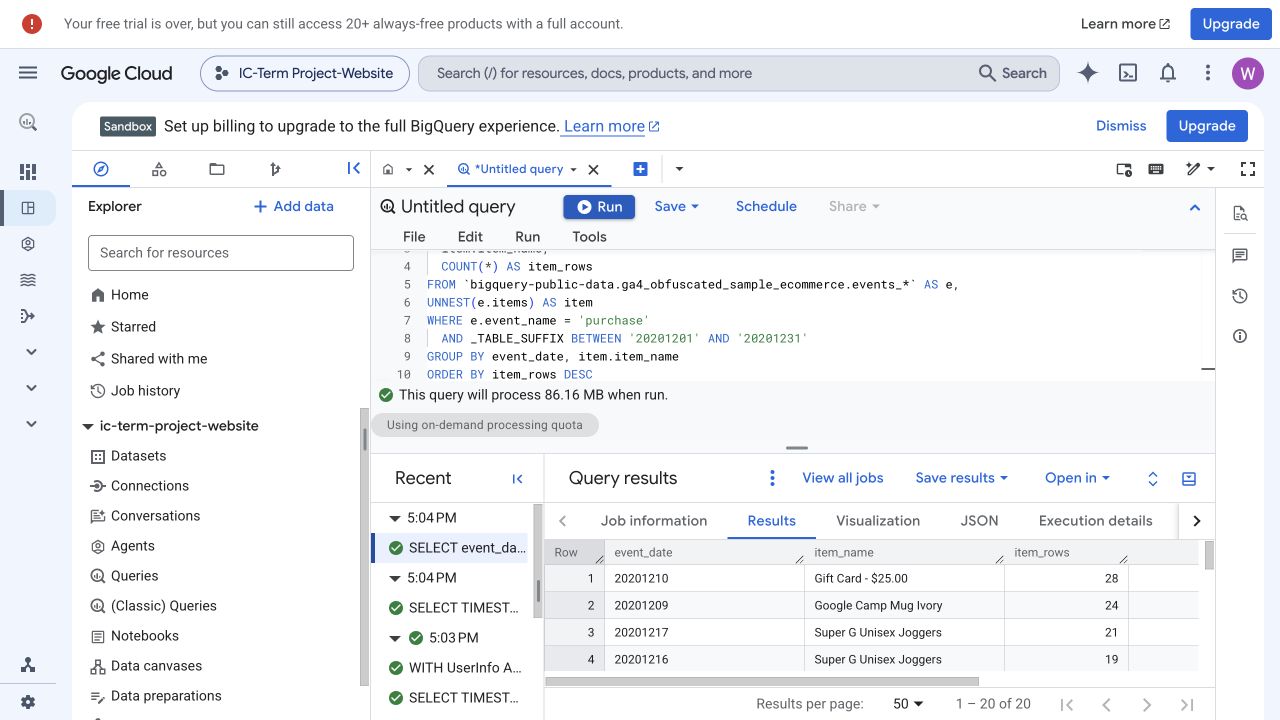 Your free trial is over, but you can still access 20+ always-free products with a full account.
Learn more
Upgrade
Google Cloud
IC-Term Project-Website
Search (/) for resources, docs, products, and more
Search
W
Sandbox
Set up billing to upgrade to the full BigQuery experience. Learn more
Dismiss
Upgrade
*Untitled query
Explorer
Add data
Search for resources
Home
Starred
Shared with me
Job history
ic-term-project-website
Datasets
Connections
Conversations
Agents
Queries
(Classic) Queries
Notebooks
Data canvases
Data preparations
Untitled query
Run
Save
Schedule
Share
File Edit Run Tools
4 COUNT(*) AS item_rows
5 FROM `bigquery-public-data.ga4_obfuscated_sample_ecommerce.events_*` AS e,
6 UNNEST(e.items) AS item
7 WHERE e.event_name = 'purchase'
8 AND _TABLE_SUFFIX BETWEEN '20201201' AND '20201231'
9 GROUP BY event_date, item.item_name
10 ORDER BY item_rows DESC
This query will process 86.16 MB when run.
Using on-demand processing quota
Recent
5:04 PM
SELECT event_da...
5:04 PM
SELECT TIMEST...
5:03 PM
WITH UserInfo A...
SELECT TIMEST...
Query results
View all jobs
Save results
Open in
Job information Results Visualization JSON Execution details
Row event_date item_name item_rows
1 20201210 Gift Card - $25.00 28
2 20201209 Google Camp Mug Ivory 24
3 20201217 Super G Unisex Joggers 21
4 20201216 Super G Unisex Joggers 19
Results per page: 50 1 – 20 of 20